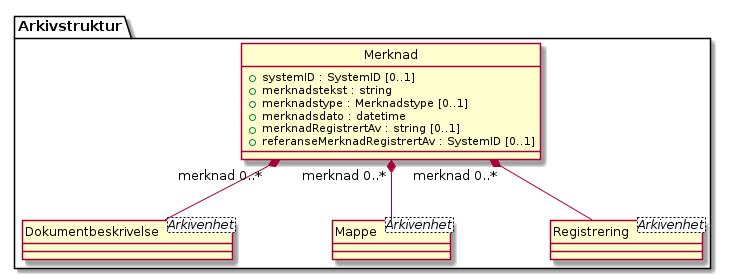 Arkivstruktur
Merknad
systemID : SystemID [0..1]
merknadstekst : string
merknadstype : Merknadstype [0..1]
merknadsdato : datetime
merknadRegistrertAv : string [0..1]
referanseMerknadRegistrertAv : SystemID [0..1]
merknad 0..* merknad 0..* merknad 0..*
Arkivenhet Arkivenhet Arkivenhet
Dokumentbeskrivelse Mappe Registrering